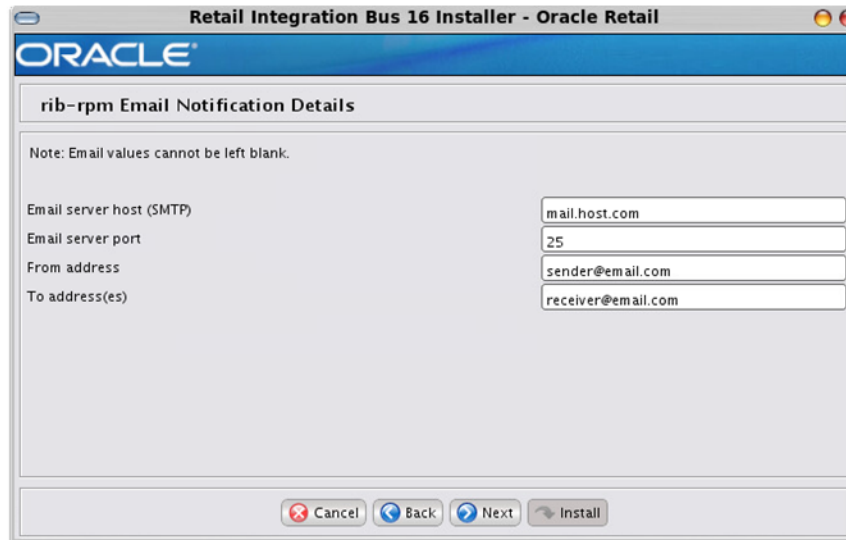 Retail Integration Bus 16 Installer - Oracle Retail
ORACLE®
rib-rpm Email Notification Details
Note: Email values cannot be left blank.
Email server host (SMTP) mail.host.com
Email server port 25
From address sender@email.com
To address(es) receiver@email.com
Cancel Back Next Install